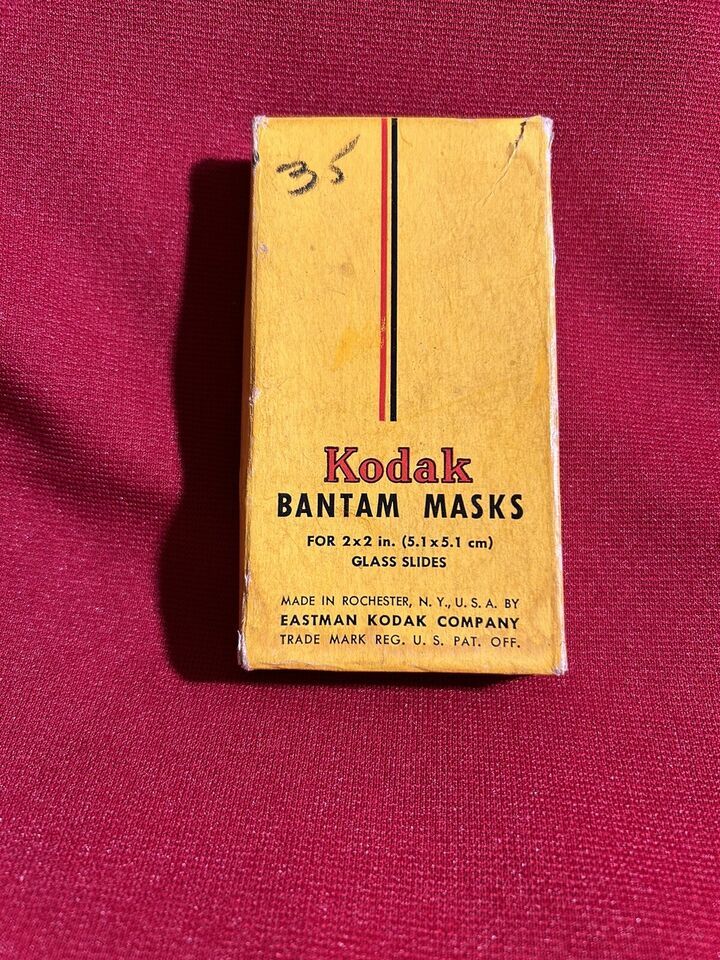 35
Kodak
BANTAM MASKS
FOR 2x2 in. (5.1x5.1 cm)
GLASS SLIDES
MADE IN ROCHESTER, N. Y., U. S. A. BY
EASTMAN KODAK COMPANY
TRADE MARK REG. U. S. PAT. OFF.